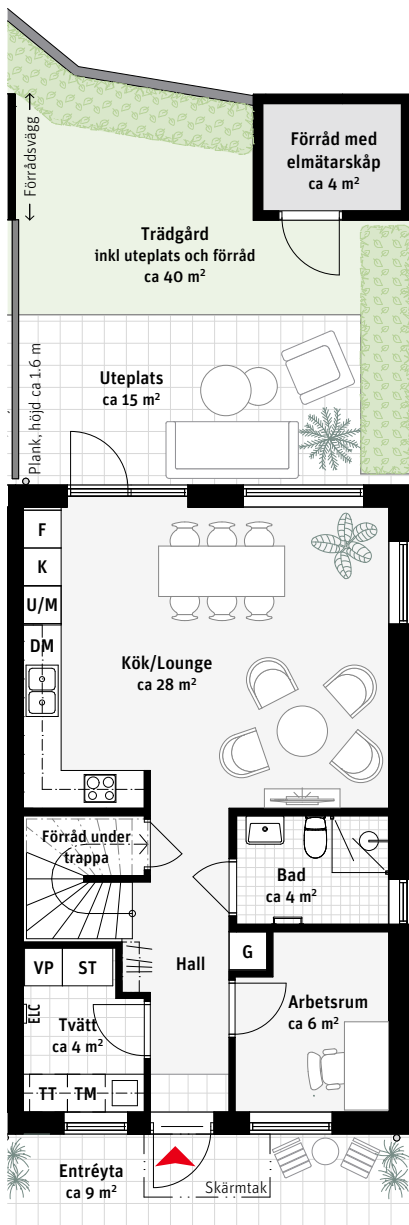 Förrådsvägg
Förråd med
elmätarskåp
ca 4 m²
Trädgård
inkl uteplats och förråd
ca 40 m²
Plank, höjd ca 1.6 m
Uteplats
ca 15 m²
F
K
U/M
DM
Kök/Lounge
ca 28 m²
Förråd under
trappa
Bad
ca 4 m²
Hall
G
VP
ST
ELC
Tvätt
ca 4 m²
Arbetsrum
ca 6 m²
TT
TM
Entréyta
ca 9 m²
Skärmtak